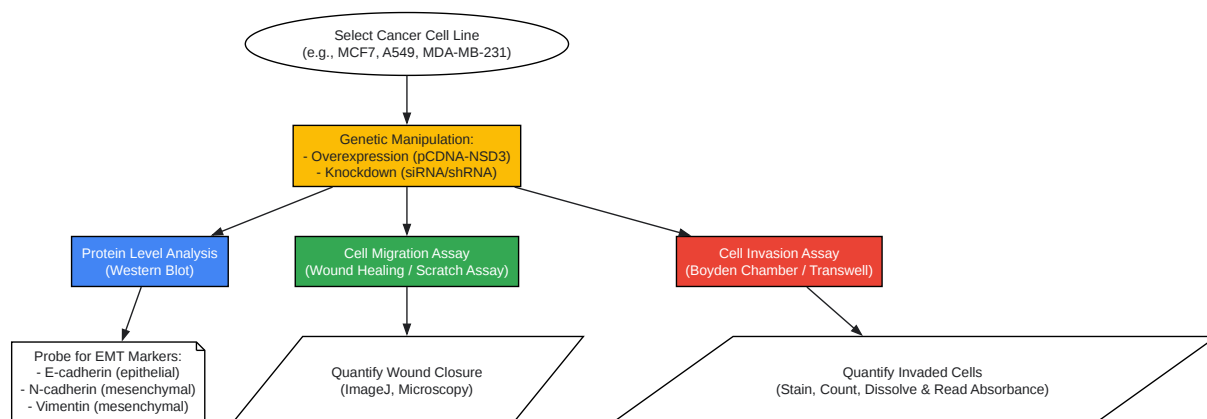 Select Cancer Cell Line
(e.g., MCF7, A549, MDA-MB-231)
Genetic Manipulation:
- Overexpression (pCDNA-NSD3)
- Knockdown (siRNA/shRNA)
Protein Level Analysis
(Western Blot)
Cell Migration Assay
(Wound Healing / Scratch Assay)
Cell Invasion Assay
(Boyden Chamber / Transwell)
Probe for EMT Markers:
- E-cadherin (epithelial)
- N-cadherin (mesenchymal)
- Vimentin (mesenchymal)
Quantify Wound Closure
(ImageJ, Microscopy)
Quantify Invaded Cells
(Stain, Count, Dissolve & Read Absorbance)